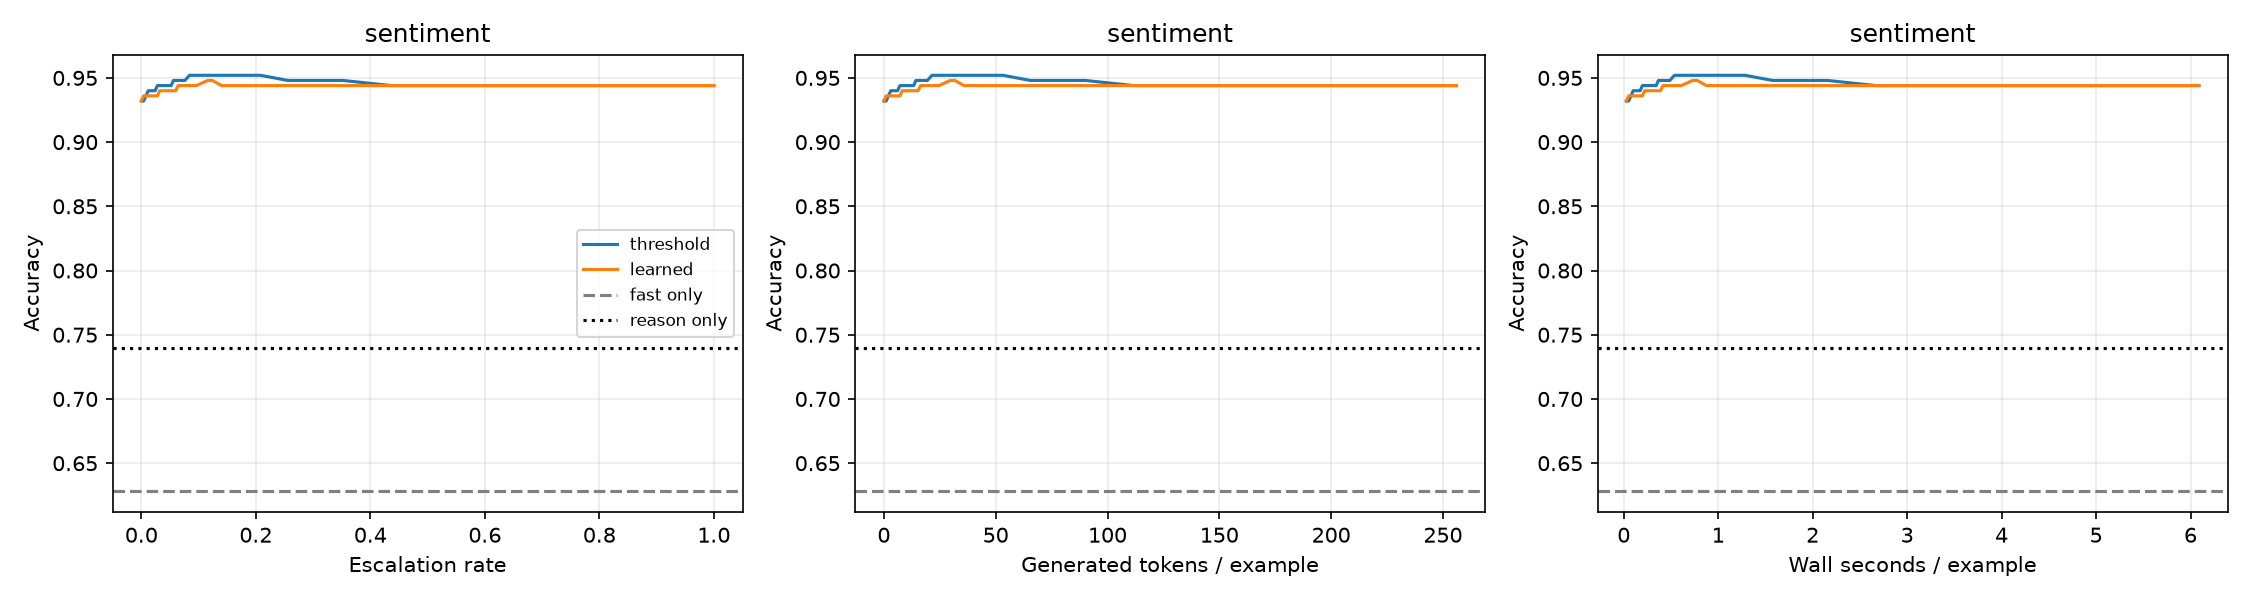 sentiment
0.95
0.90
0.85
0.80
0.75
0.70
0.65
Accuracy
threshold
learned
fast only
reason only
0.0 0.2 0.4 0.6 0.8 1.0
Escalation rate
sentiment
0.95
0.90
0.85
0.80
0.75
0.70
0.65
Accuracy
0 50 100 150 200 250
Generated tokens / example
sentiment
0.95
0.90
0.85
0.80
0.75
0.70
0.65
Accuracy
0 1 2 3 4 5 6
Wall seconds / example